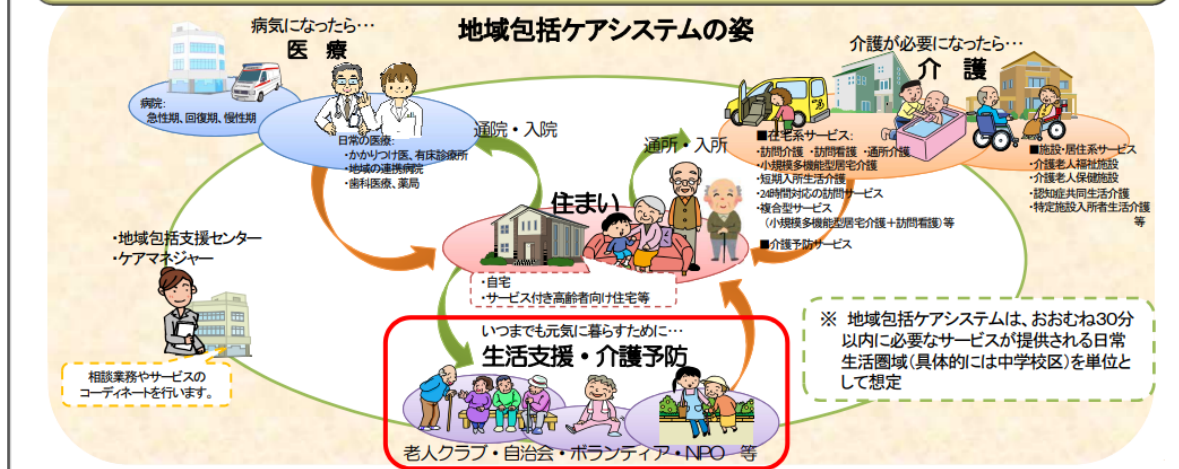 地域包括ケアシステムの姿
病気になったら…
医 療
病院:
急性期、回復期、慢性期
日常の医療:
・かかりつけ医、有床診療所
・地域の連携病院
・歯科医療、薬局
通院・入院
通所・入所
介護が必要になったら…
介 護
■在宅系サービス:
・訪問介護 ・訪問看護 ・通所介護
・小規模多機能型居宅介護
・短期入所生活介護
・24時間対応の訪問サービス
・複合型サービス
(小規模多機能型居宅介護+訪問看護)等
■介護予防サービス
■施設・居住系サービス
・介護老人福祉施設
・介護老人保健施設
・認知症共同生活介護
・特定施設入所者生活介護
等
住まい
・自宅
・サービス付き高齢者向け住宅等
・地域包括支援センター
・ケアマネジャー
相談業務やサービスの
コーディネートを行います。
いつまでも元気に暮らすために…
生活支援・介護予防
老人クラブ・自治会・ボランティア・NPO 等
※ 地域包括ケアシステムは、おおむね30分
以内に必要なサービスが提供される日常
生活圏域(具体的には中学校区)を単位と
して想定